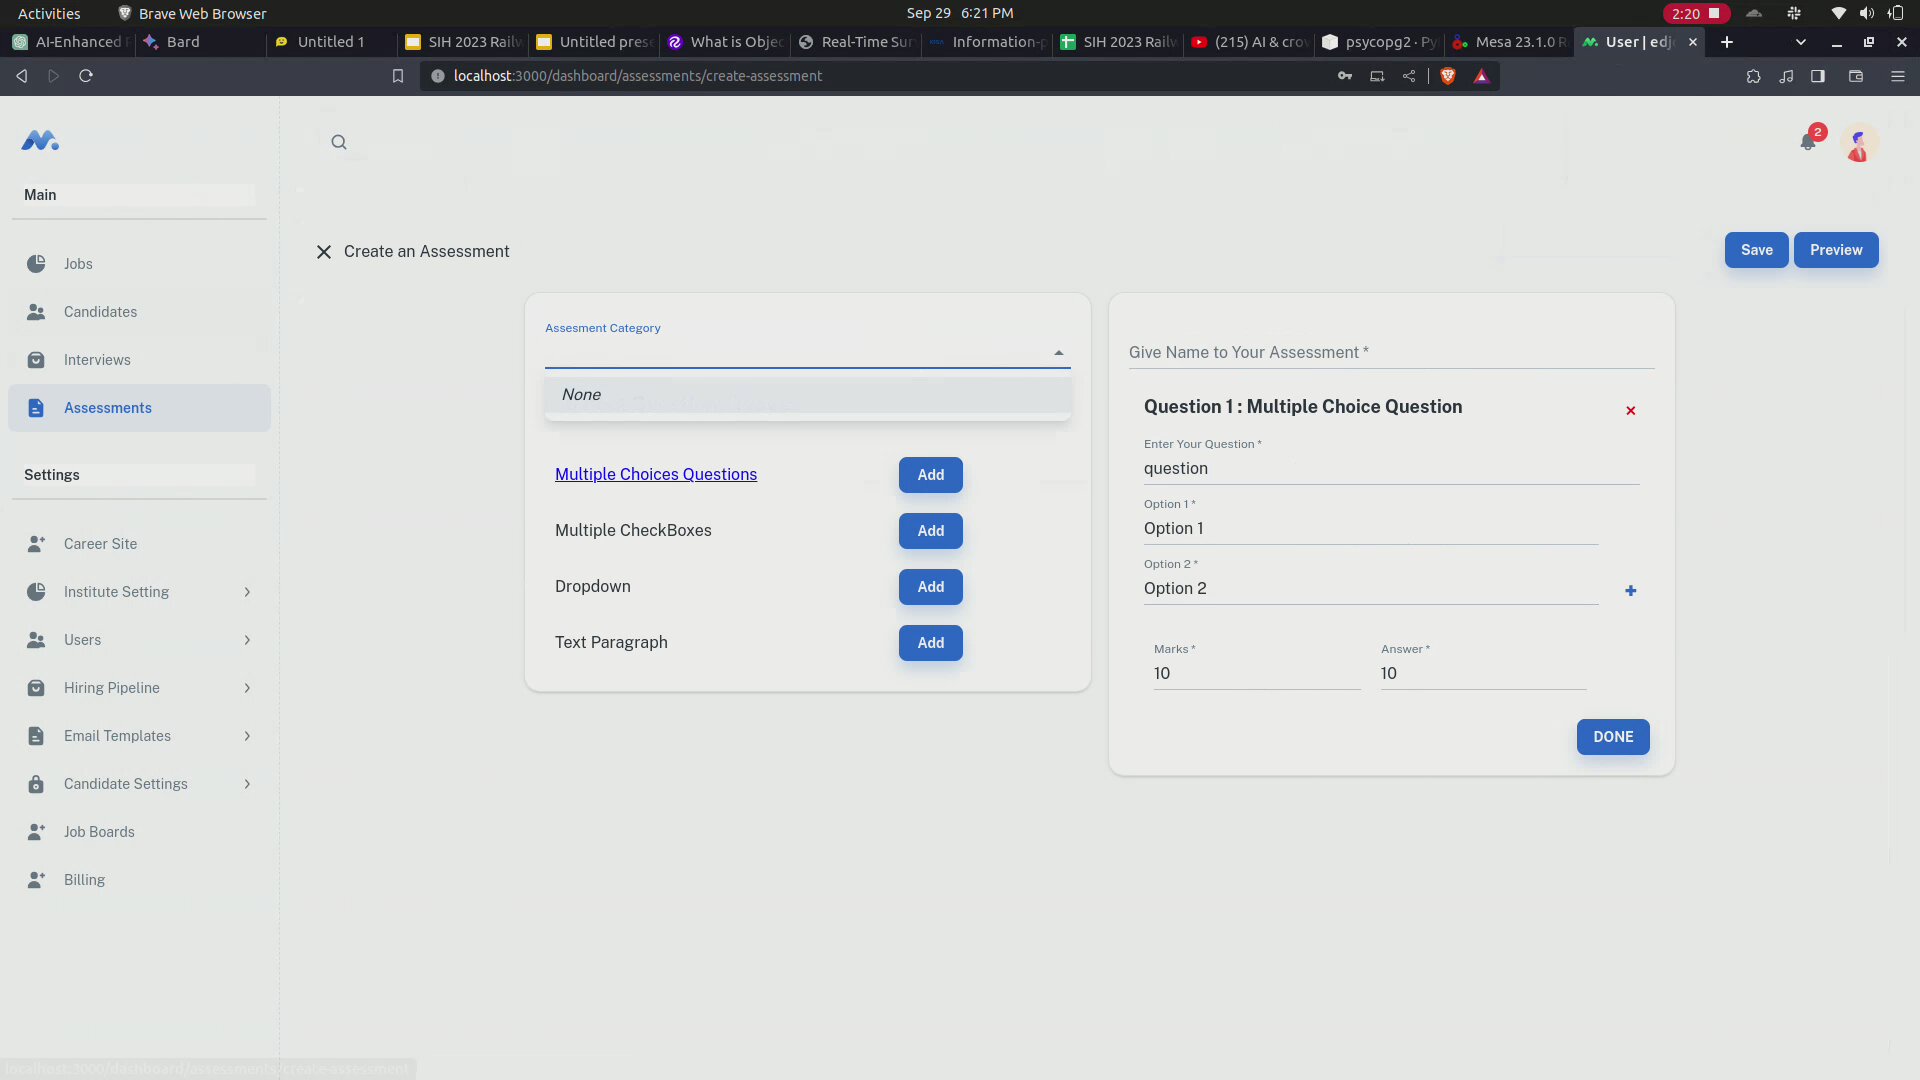 Activities Brave Web Browser Sep 29 6:21 PM 2:20
AI-Enhanced Bard Untitled 1 SIH 2023 Railw Untitled prese What is Objec Real-Time Sur Information-p SIH 2023 Railw (215) AI & crow psycopg2 · Py Mesa 23.1.0 R User | edj
localhost:3000/dashboard/assessments/create-assessment
2
Main
Create an Assessment
Save Preview
Jobs
Candidates
Interviews
Assessments
Settings
Career Site
Institute Setting
Users
Hiring Pipeline
Email Templates
Candidate Settings
Job Boards
Billing
Assesment Category
None
Multiple Choices Questions Add
Multiple CheckBoxes Add
Dropdown Add
Text Paragraph Add
Give Name to Your Assessment *
Question 1 : Multiple Choice Question
Enter Your Question *
question
Option 1 *
Option 1
Option 2 *
Option 2
Marks * Answer *
10 10
DONE
localhost:3000/dashboard/assessments/create-assessment